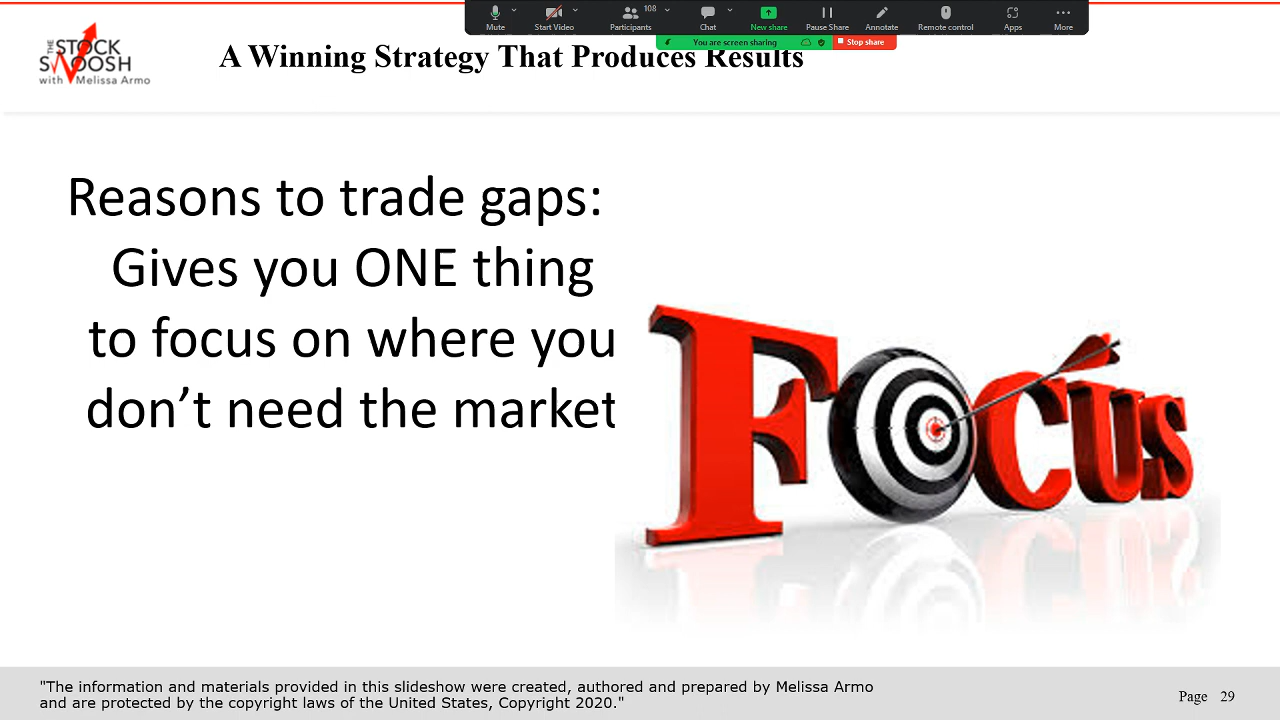 Mute
Start Video
Participants
108
Chat
New share
Pause Share
Annotate
Remote control
Apps
More
You are screen sharing
Stop share
THE STOCK
SWOOSH
with Melissa Armo
A Winning Strategy That Produces Results
Reasons to trade gaps:
Gives you ONE thing
to focus on where you
don’t need the market
FOCUS
"The information and materials provided in this slideshow were created, authored and prepared by Melissa Armo
and are protected by the copyright laws of the United States, Copyright 2020."
Page 29